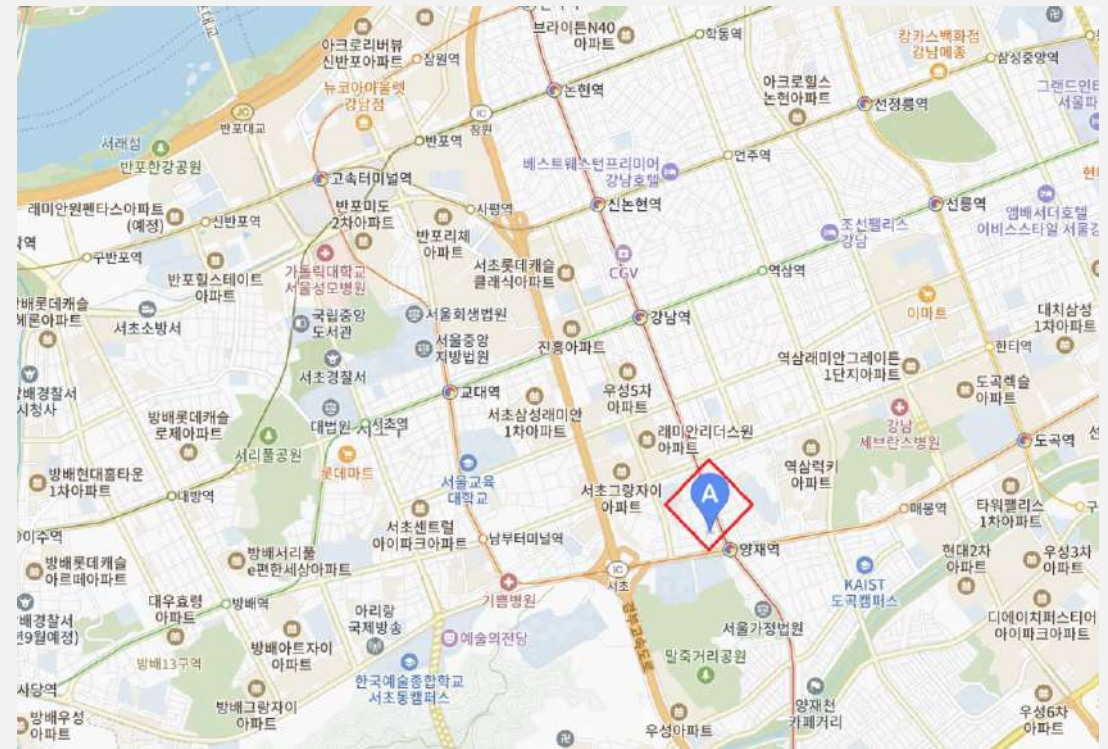 브라이튼N40
아파트
학동역
아크로리버뷰
신반포아파트
잠원역
뉴코아아울렛
강남점
논현역
캉카스백화점
강남메종
삼성중앙역
아크로힐스
논현아파트
선정릉역
그랜드인터
서울파
JC
반포대교
IC
잠원
반포역
서래섬
반포한강공원
고속터미널역
베스트웨스턴프리미어
강남호텔
언주역
래미안원펜타스아파트
(예정)
신반포역
반포미도
2차아파트
사평역
신논현역
선릉역
앰배서더호텔
이비스스타일 서울강
반포리체
아파트
조선팰리스
강남
구반포역
반포힐스테이트
아파트
가톨릭대학교
서울성모병원
서초롯데캐슬
클래식아파트
CGV
역삼역
서초소방서
국립중앙
도서관
서울회생법원
강남역
이마트
대치삼성
1차아파트
서울중앙
지방법원
진흥아파트
한티역
서초경찰서
역삼래미안그레이튼
1단지아파트
교대역
우성5차
아파트
도곡렉슬
아파트
방배롯데캐슬
로제아파트
대법원
서초역
서초삼성래미안
1차아파트
강남
세브란스병원
래미안리더스원
아파트
도곡역
서리풀공원
롯데마트
방배현대홈타운
1차아파트
내방역
서울교육
대학교
서초그랑자이
아파트
A
역삼럭키
아파트
매봉역
타워팰리스
1차아파트
이수역
서초센트럴
아이파크아파트
남부터미널역
양재역
방배롯데캐슬
아르떼아파트
방배서리풀
e편한세상아파트
IC
서초
KAIST
도곡캠퍼스
현대2차
아파트
우성3차
아파트
기쁨병원
대우효령
아파트
방배역
아리랑
국제방송
경부고속도로
서울가정법원
디에이치퍼스티어
아이파크아파트
방배13구역
방배아트자이
아파트
예술의전당
말죽거리공원
사당역
한국예술종합학교
서초동캠퍼스
방배그랑자이
아파트
방배우성
아파트
우성아파트
양재천
카페거리
우성6차
아파트